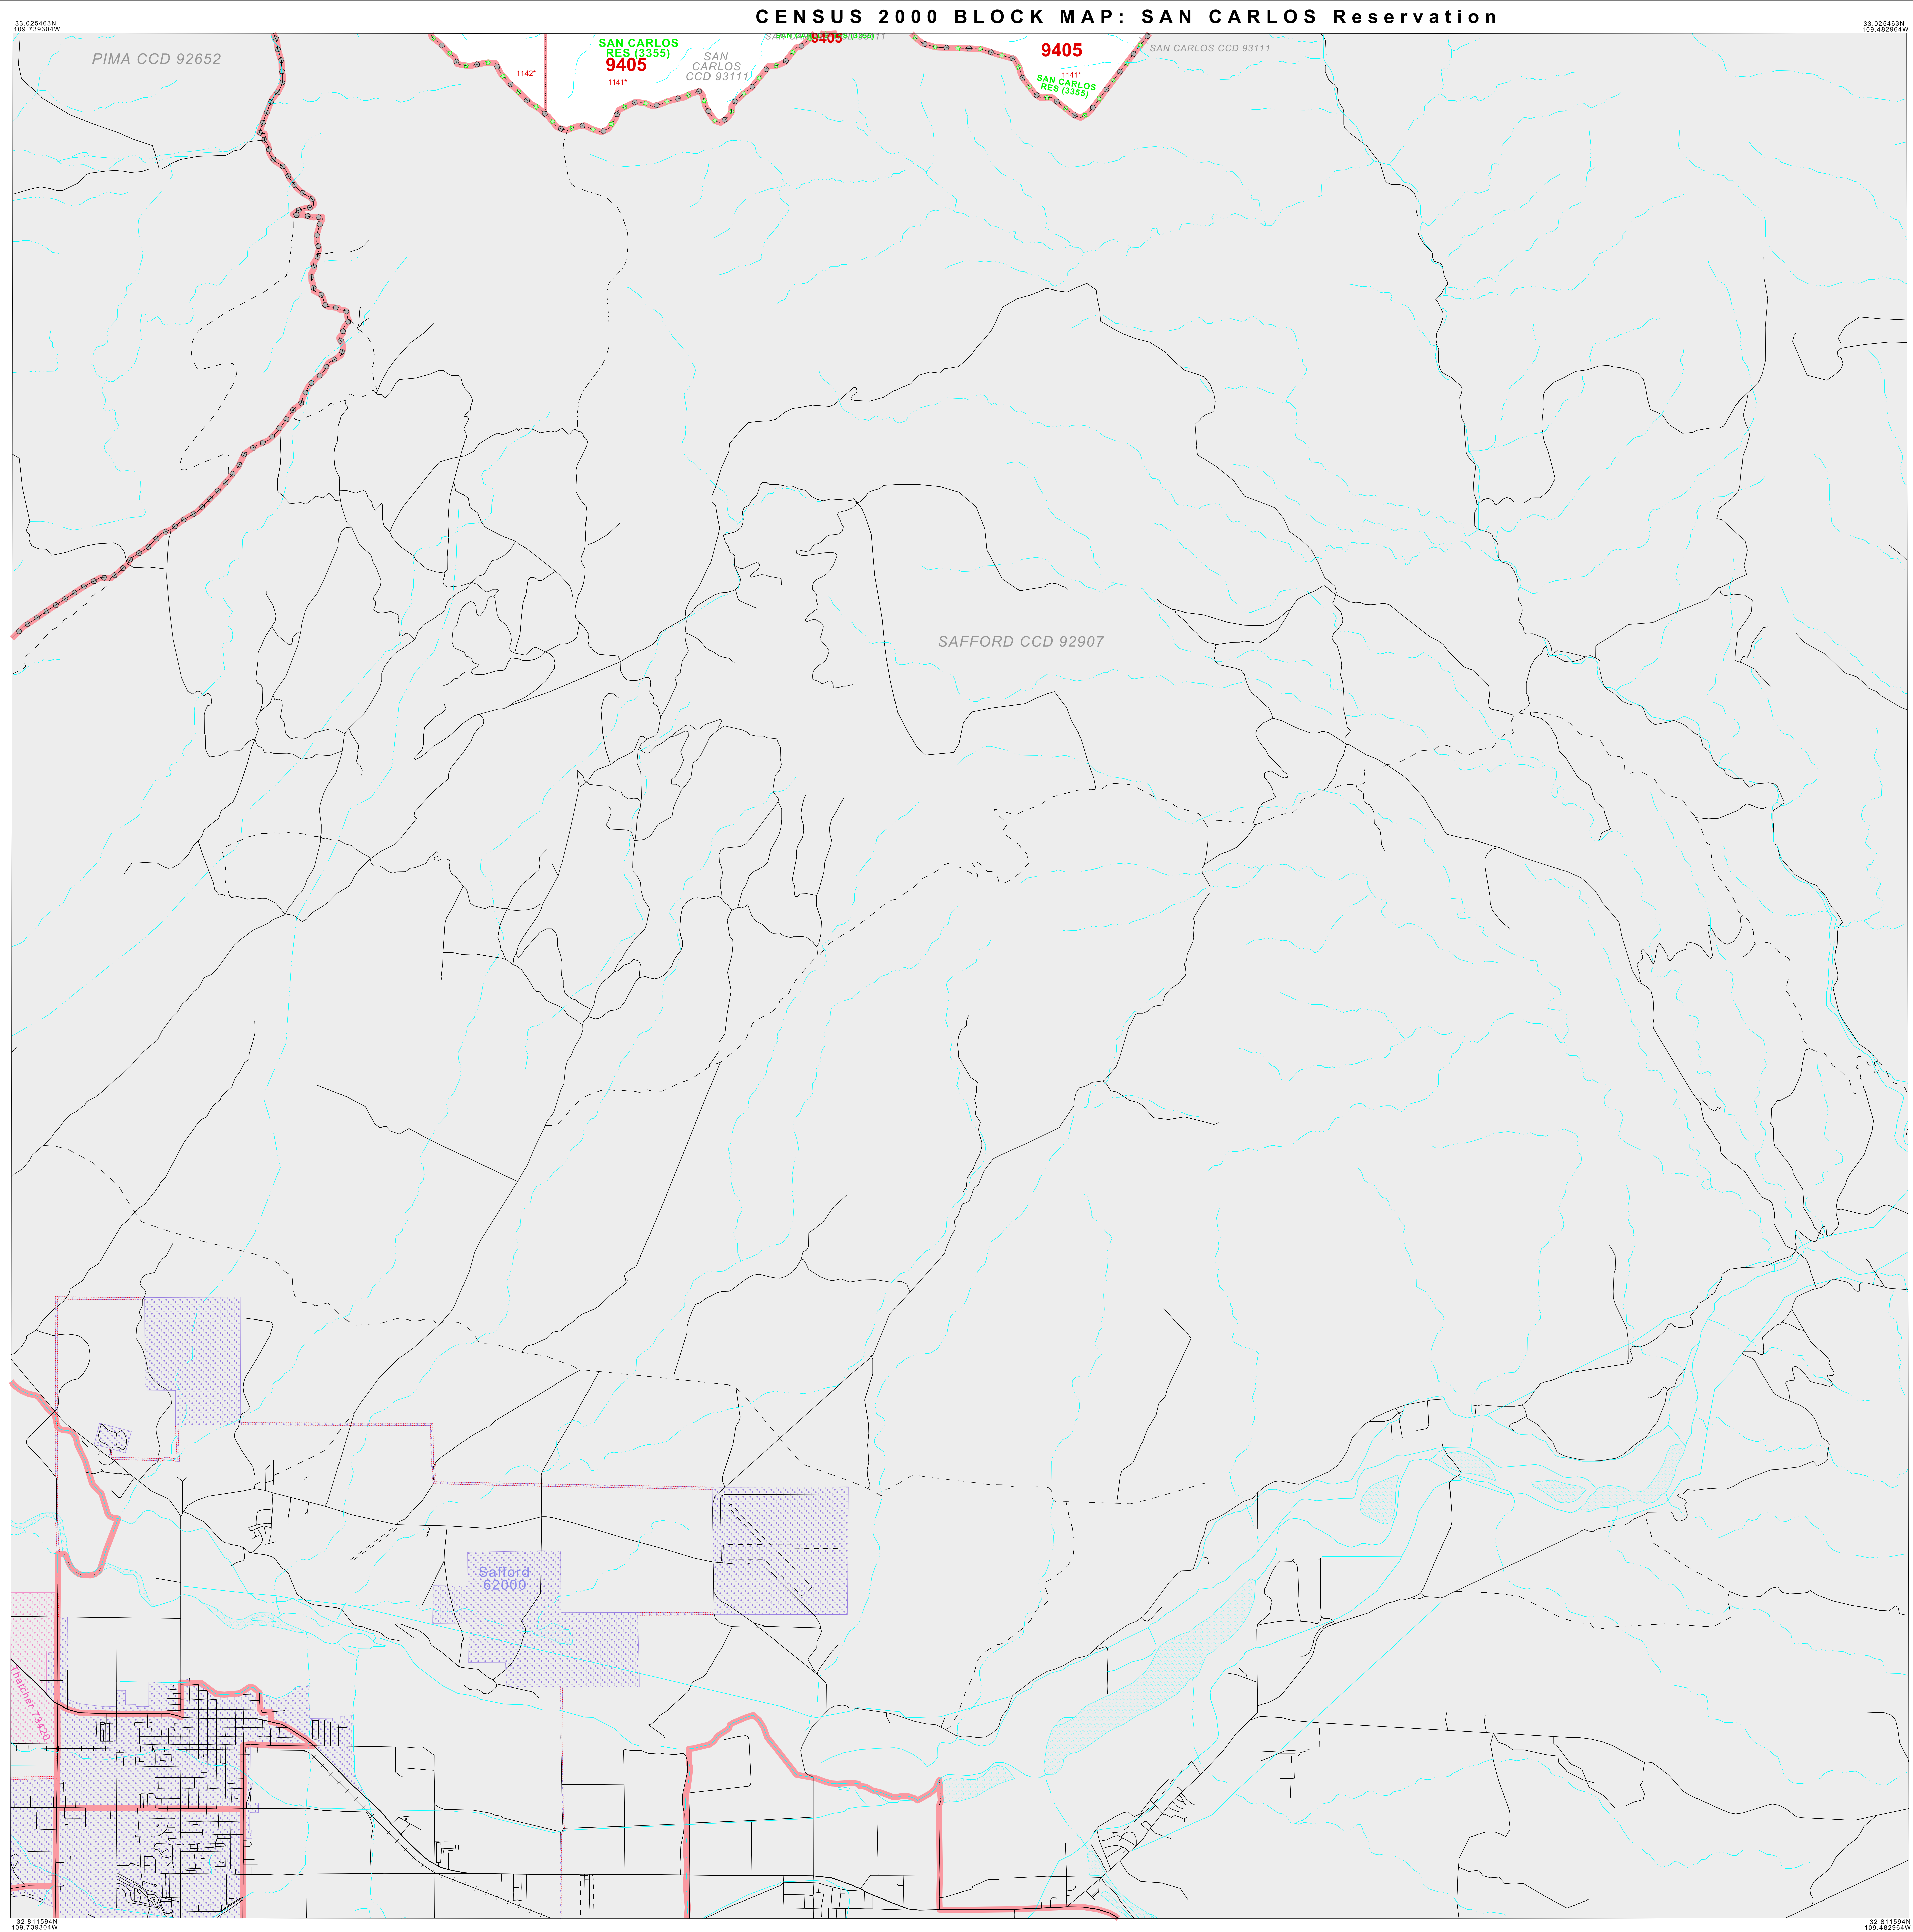 CENSUS 2000 BLOCK MAP: SAN CARLOS Reservation
33.025463N
109.739304W
33.025463N
109.482964W
PIMA CCD 92652
SAN CARLOS
RES (3355)
9405
1142*
1141*
SAN
CARLOS
CCD 93111
9405
9405
1141*
SAN CARLOS
RES (3355)
SAN CARLOS CCD 93111
SAFFORD CCD 92907
Safford
62000
Thatcher 73420
32.811594N
109.739304W
32.811594N
109.482964W